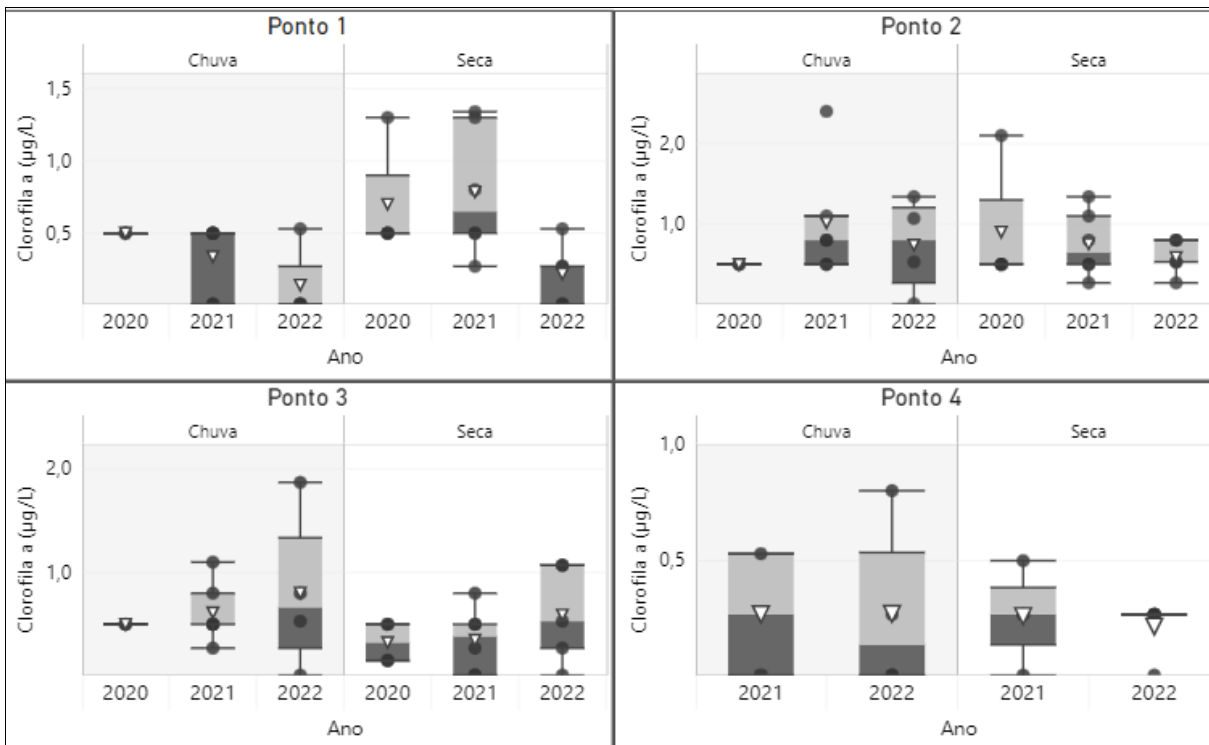 Ponto 1
Chuva Seca
Clorofila a (µg/L)
1,5
1,0
0,5
2020 2021 2022 2020 2021 2022
Ano
Ponto 2
Chuva Seca
Clorofila a (µg/L)
2,0
1,0
2020 2021 2022 2020 2021 2022
Ano
Ponto 3
Chuva Seca
Clorofila a (µg/L)
2,0
1,0
2020 2021 2022 2020 2021 2022
Ano
Ponto 4
Chuva Seca
Clorofila a (µg/L)
1,0
0,5
2021 2022 2021 2022
Ano